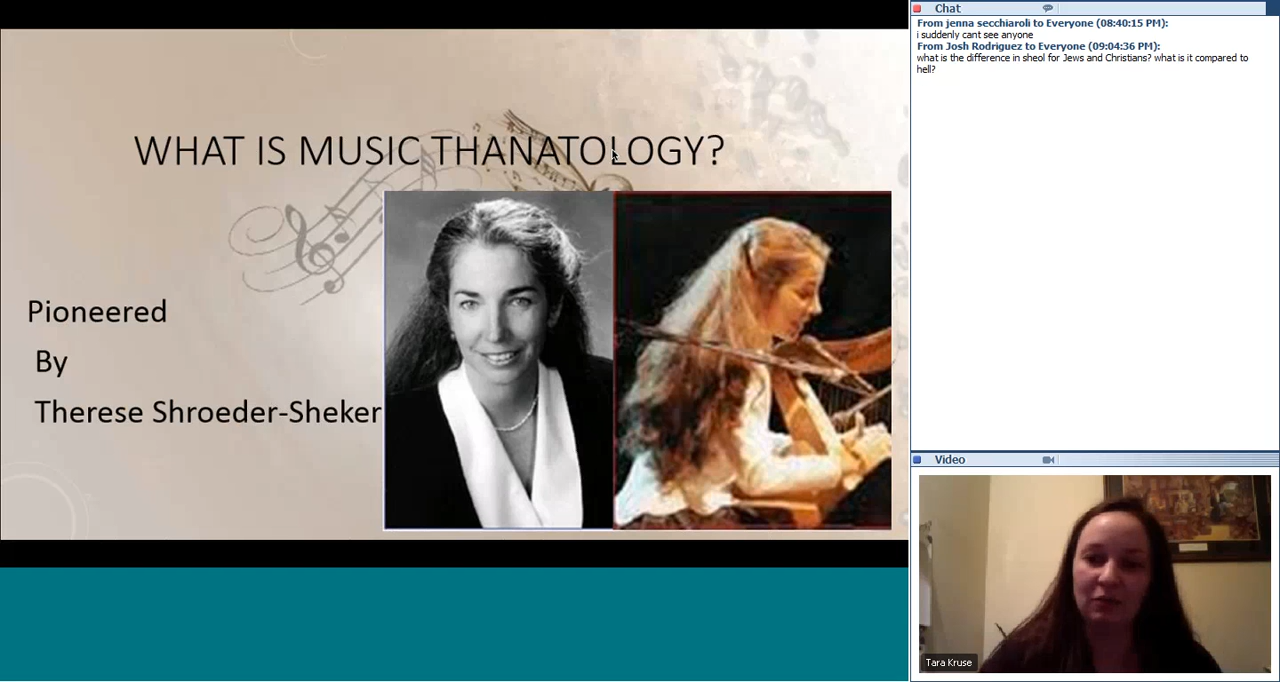 WHAT IS MUSIC THANATOLOGY?
Pioneered
By
Therese Shroeder-Sheker
Chat
From jenna secchiaroli to Everyone (08:40:15 PM):
i suddenly cant see anyone
From Josh Rodriguez to Everyone (09:04:36 PM):
what is the difference in sheol for Jews and Christians? what is it compared to
hell?
Video
Tara Kruse